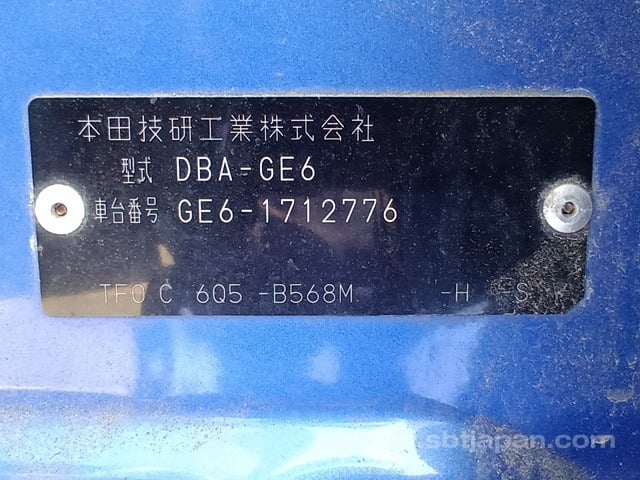 本田技研工業株式会社
型式 DBA-GE6
車台番号 GE6-1712776
TF0 C 6Q5 -B568M -H S
sbtjapan.com